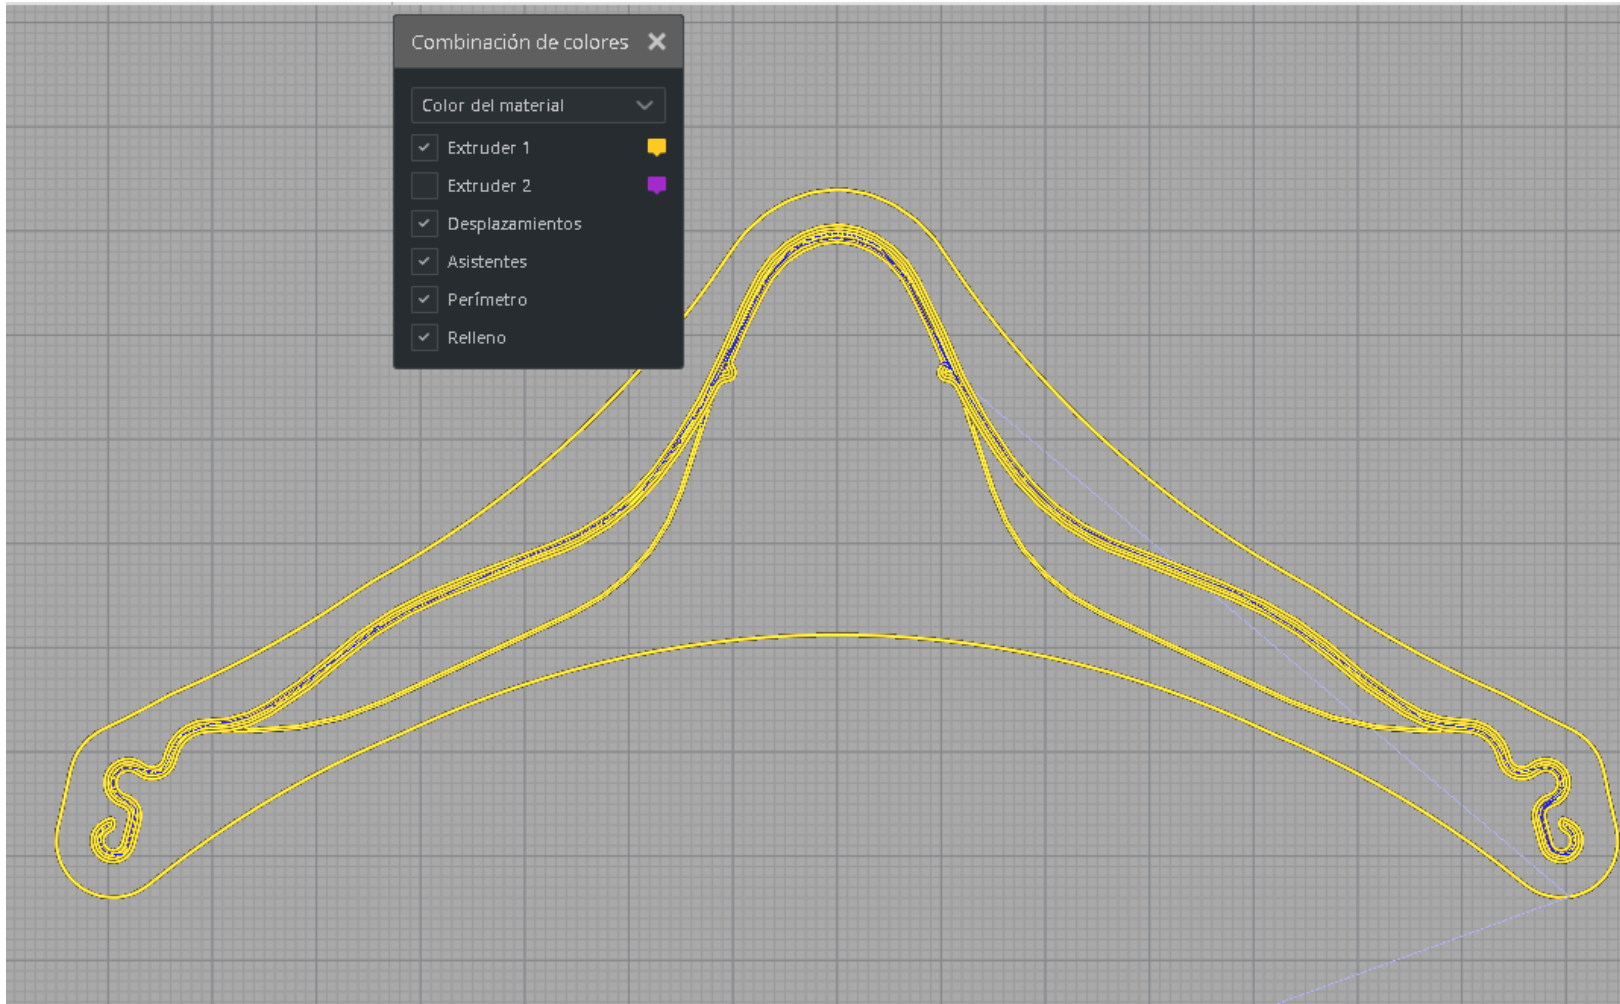 Combinación de colores
Color del material
Extruder 1
Extruder 2
Desplazamientos
Asistentes
Perímetro
Relleno